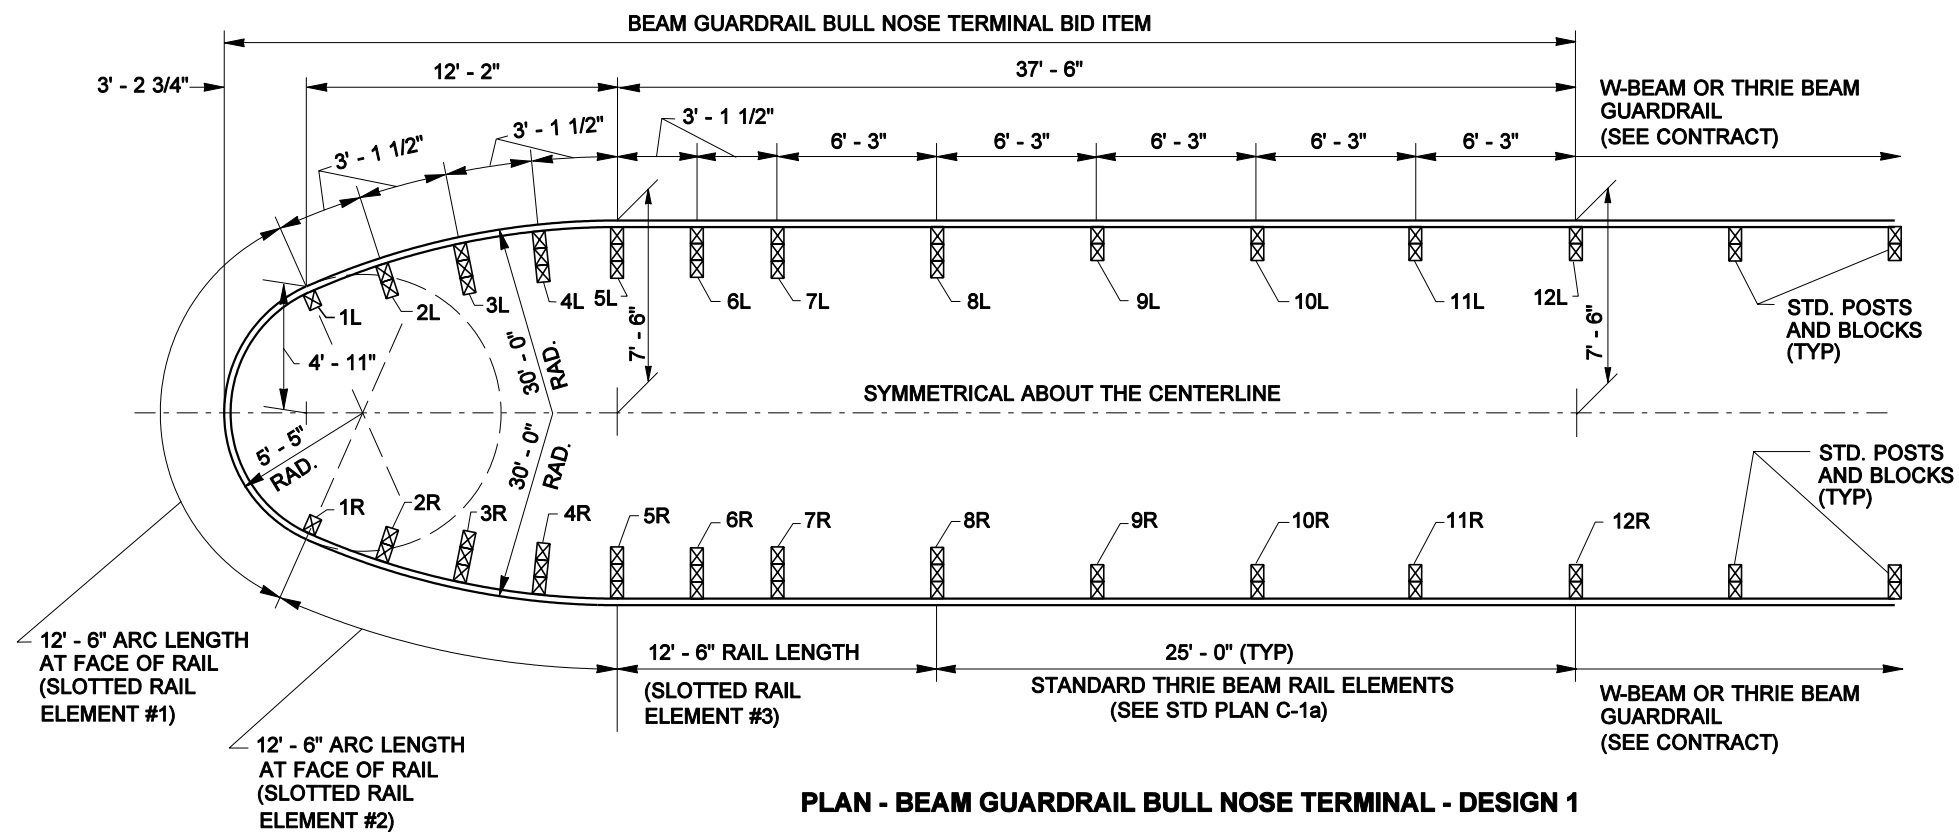 BEAM GUARDRAIL BULL NOSE TERMINAL BID ITEM
3' - 2 3/4"
12' - 2"
37' - 6"
W-BEAM OR THRIE BEAM
GUARDRAIL
(SEE CONTRACT)
3' - 1 1/2"
3' - 1 1/2"
3' - 1 1/2"
6' - 3"
6' - 3"
6' - 3"
6' - 3"
6' - 3"
1L
2L
3L
4L
5L
6L
7L
8L
9L
10L
11L
12L
STD. POSTS
AND BLOCKS
(TYP)
4' - 11"
30' - 0"
RAD.
7' - 6"
7' - 6"
SYMMETRICAL ABOUT THE CENTERLINE
5' - 5"
RAD.
30' - 0"
RAD.
STD. POSTS
AND BLOCKS
(TYP)
1R
2R
3R
4R
5R
6R
7R
8R
9R
10R
11R
12R
12' - 6" ARC LENGTH
AT FACE OF RAIL
(SLOTTED RAIL
ELEMENT #1)
12' - 6" RAIL LENGTH
(SLOTTED RAIL
ELEMENT #3)
25' - 0" (TYP)
STANDARD THRIE BEAM RAIL ELEMENTS
(SEE STD PLAN C-1a)
W-BEAM OR THRIE BEAM
GUARDRAIL
(SEE CONTRACT)
12' - 6" ARC LENGTH
AT FACE OF RAIL
(SLOTTED RAIL
ELEMENT #2)
PLAN - BEAM GUARDRAIL BULL NOSE TERMINAL - DESIGN 1